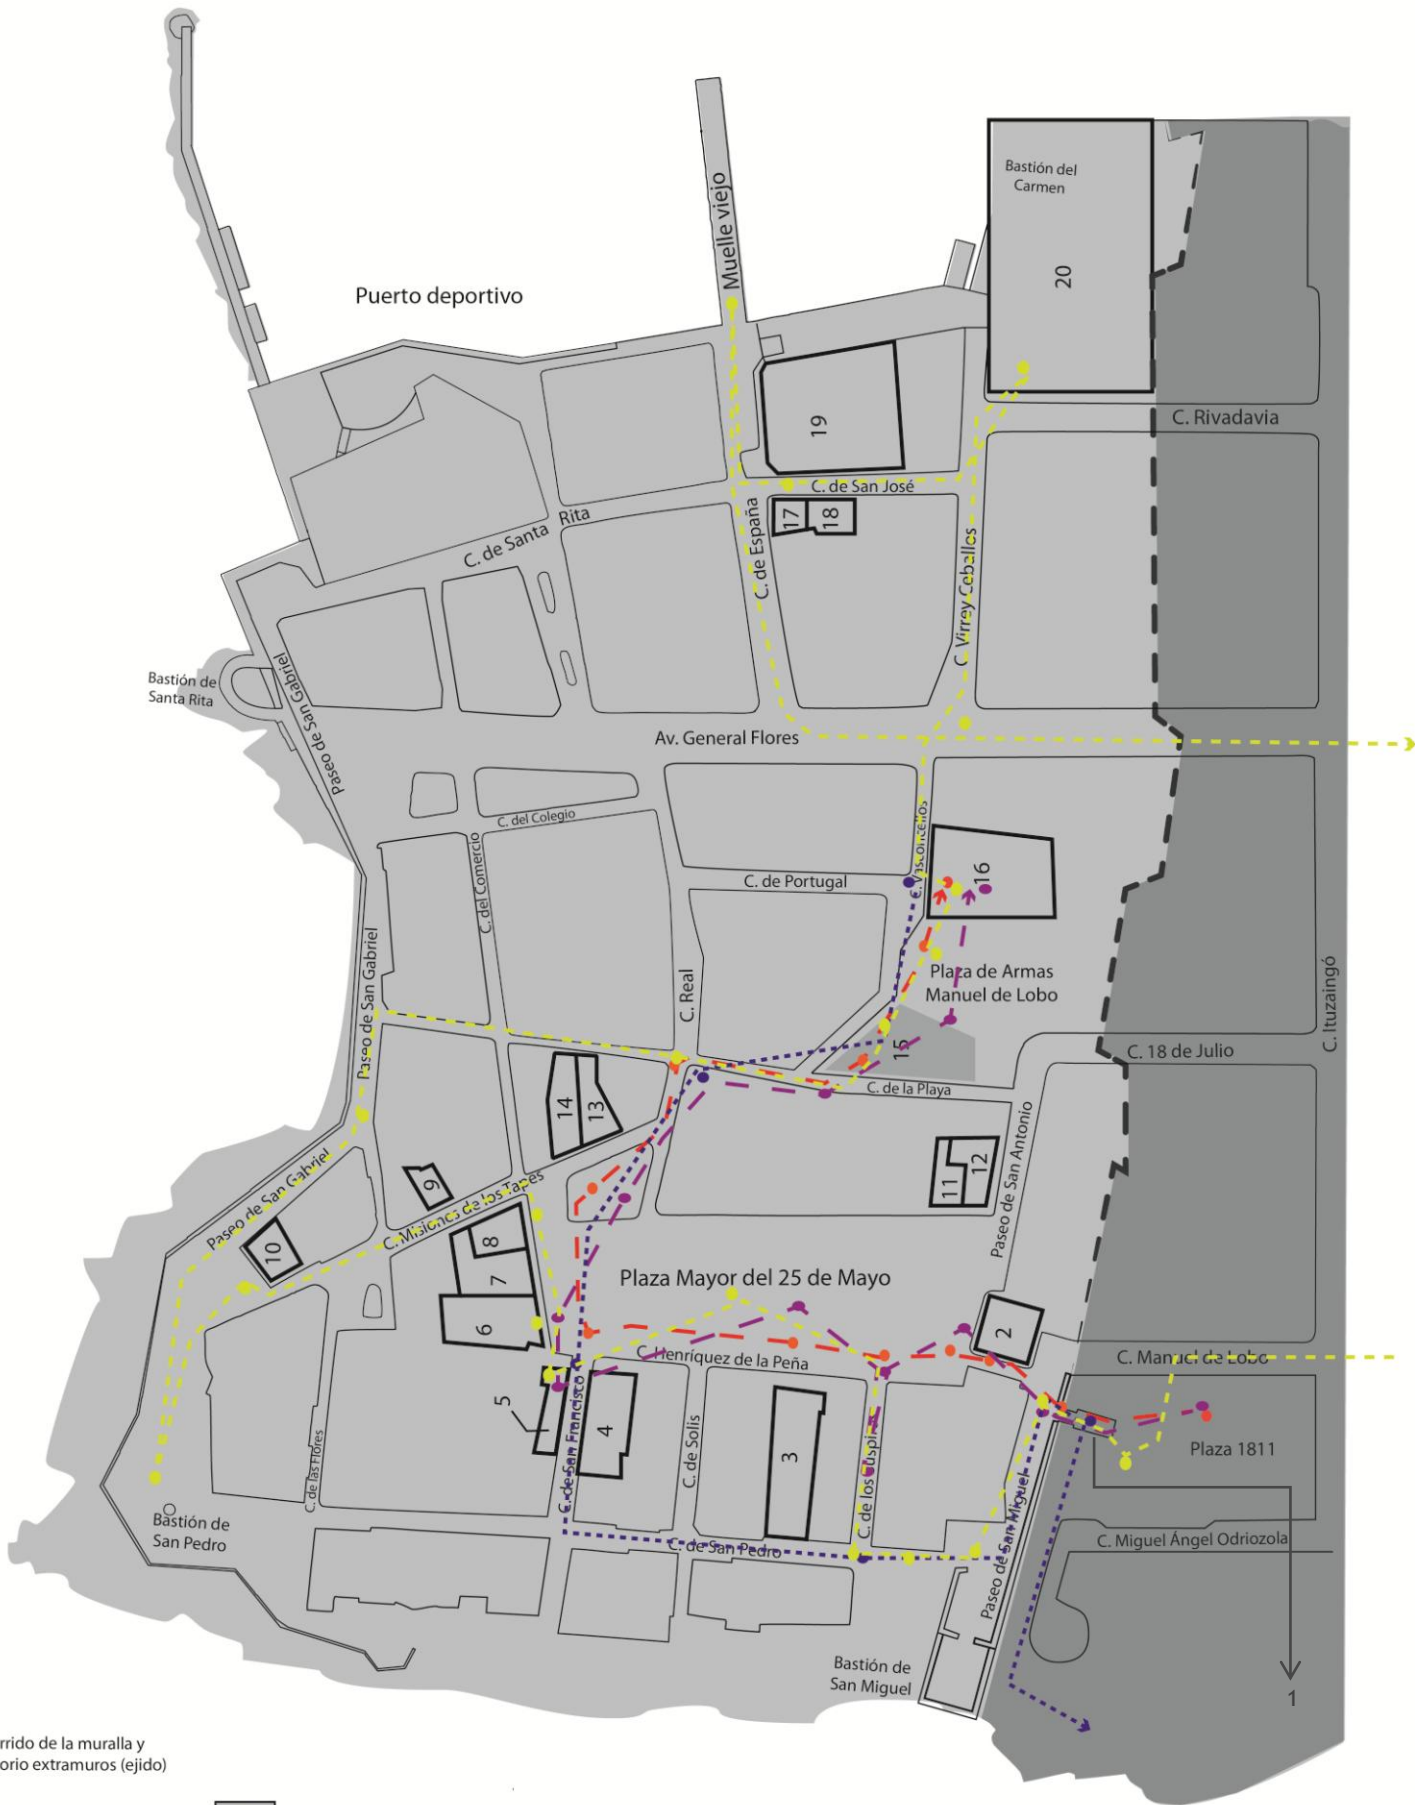 Bastión del
Carmen
20
Muelle viejo
Puerto deportivo
19
C. Rivadavia
C. de San José
17
18
C. de Santa Rita
C. de España
C. Virrey Ceballos
Bastión de
Santa Rita
Paseo de San Gabriel
Av. General Flores
C. del Colegio
C. del Comercio
C. Vasconcellos
16
C. de Portugal
Paseo de San Gabriel
C. Real
Plaza de Armas
Manuel de Lobo
C. Ituzaingó
15
C. 18 de Julio
C. de la Playa
14
13
12
11
Paseo de San Antonio
9
Paseo de San Gabriel
C. Misiones de los Tapes
10
8
7
6
Plaza Mayor del 25 de Mayo
2
C. Henríquez de la Peña
C. Manuel de Lobo
5
4
C. de San Francisco
C. de Solis
3
C. de los Suspiros
Plaza 1811
C. de las Flores
Bastión de
San Pedro
C. de San Pedro
Paseo de San Miguel
C. Miguel Ángel Odriozola
Bastión de
San Miguel
1
rrido de la muralla y
orio extramuros (ejido)